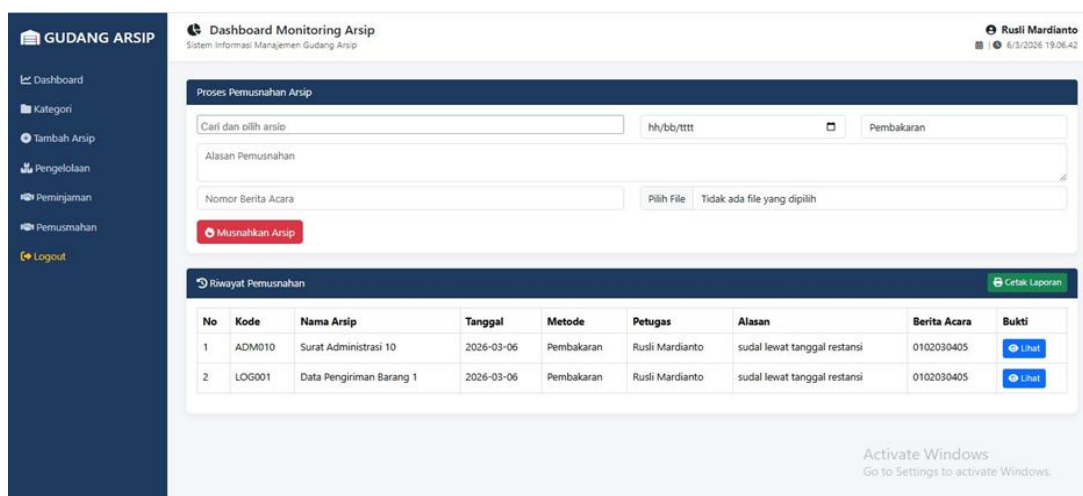 GUDANG ARSIP
Dashboard Monitoring Arsip
Sistem Informasi Manajemen Gudang Arsip
Rusli Mardianto
| 6/3/2026 19.06.42
Dashboard
Kategori
Tambah Arsip
Pengelolaan
Peminjaman
Pemusmahan
Logout
Proses Pemusnahan Arsip
Cari dan pilih arsip hh/bb/tttt Pembakaran
Alasan Pemusnahan
Nomor Berita Acara Pilih File Tidak ada file yang dipilih
Musnahkan Arsip
Riwayat Pemusnahan Cetak Laporan
No Kode Nama Arsip Tanggal Metode Petugas Alasan Berita Acara Bukti
1 ADM010 Surat Administrasi 10 2026-03-06 Pembakaran Rusli Mardianto sudal lewat tanggal restansi 0102030405 Lihat
2 LOG001 Data Pengiriman Barang 1 2026-03-06 Pembakaran Rusli Mardianto sudal lewat tanggal restansi 0102030405 Lihat
Activate Windows
Go to Settings to activate Windows.